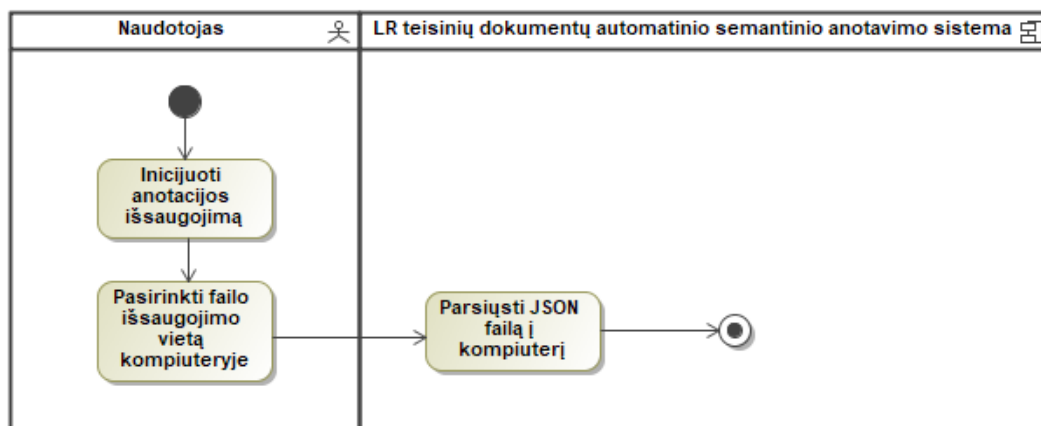 Naudotojas
LR teisinių dokumentų automatinio semantinio anotavimo sistema
Inicijuoti
anotacijos
išsaugojimą
Pasirinkti failo
išsaugojimo
vietą
kompiuteryje
Parsiųsti JSON
failą į
kompiuterį